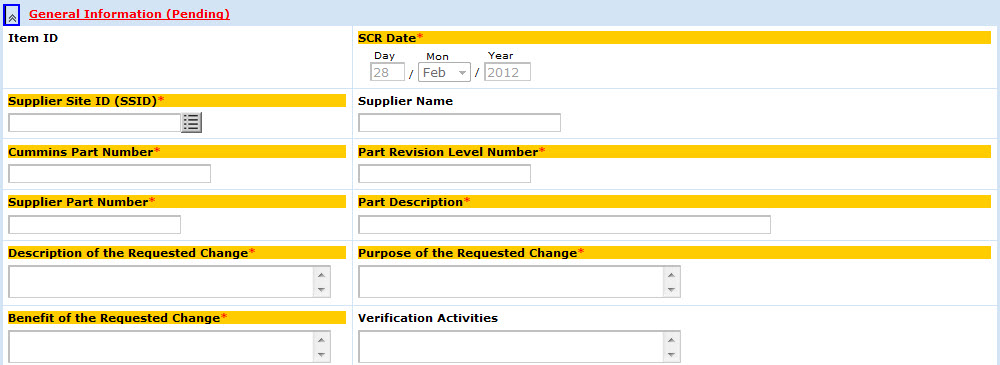 General Information (Pending)
Item ID
SCR Date*
Day Mon Year
28 / Feb / 2012
Supplier Site ID (SSID)*
Supplier Name
Cummins Part Number*
Part Revision Level Number*
Supplier Part Number*
Part Description*
Description of the Requested Change*
Purpose of the Requested Change*
Benefit of the Requested Change*
Verification Activities